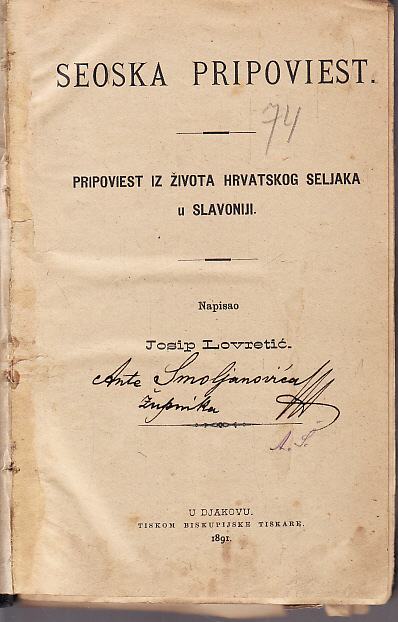 SEOSKA PRIPOVIEST.
74
PRIPOVIEST IZ ŽIVOTA HRVATSKOG SELJAKA
u SLAVONIJI.
Napisao
Josip Lovretić.
Ante Smoljanovića
župnika
A.Š.
U DJAKOVU.
TISKOM BISKUPIJSKE TISKARE.
1891.